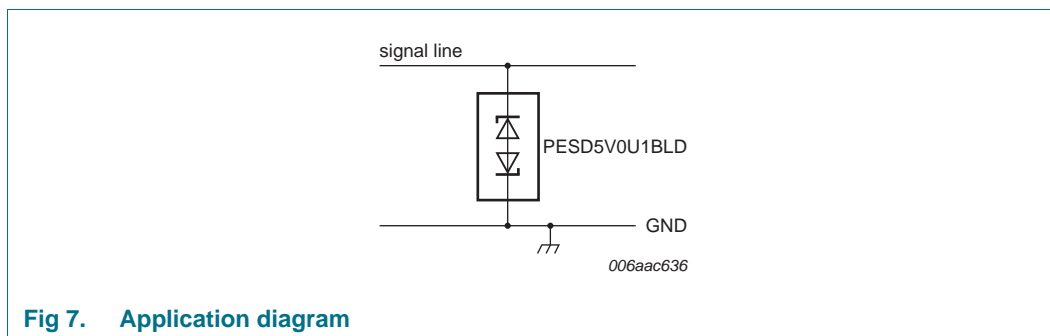 signal line
PESD5V0U1BLD
GND
006aac636
Fig 7. Application diagram